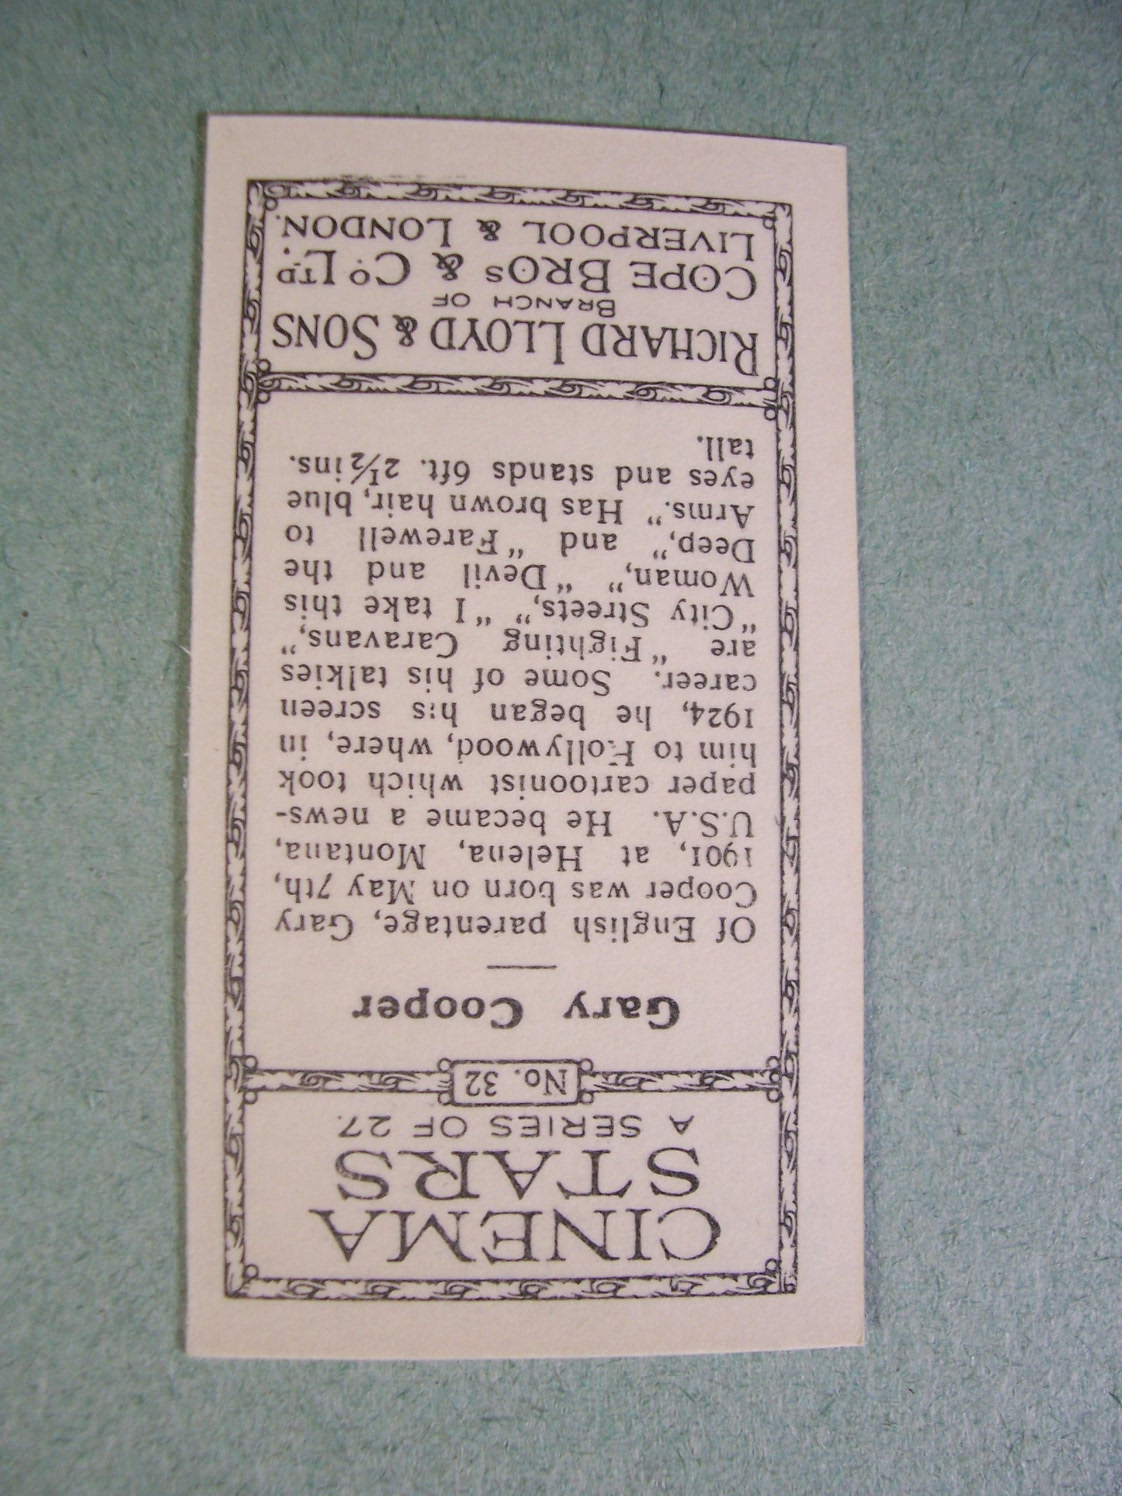 CINEMA
STARS
A SERIES OF 27.
No. 32
Gary Cooper
Of English parentage, Gary
Cooper was born on May 7th,
1901, at Helena, Montana,
U.S.A. He became a news-
paper cartoonist which took
him to Hollywood, where, in
1924, he began his screen
career. Some of his talkies
are "Fighting Caravans,"
"City Streets," "I take this
Woman," "Devil and the
Deep," and "Farewell to
Arms." Has brown hair, blue
eyes and stands 6ft. 2½ins.
tall.
RICHARD LLOYD & SONS
BRANCH OF
COPE BROS & CO LTD.
LIVERPOOL & LONDON.